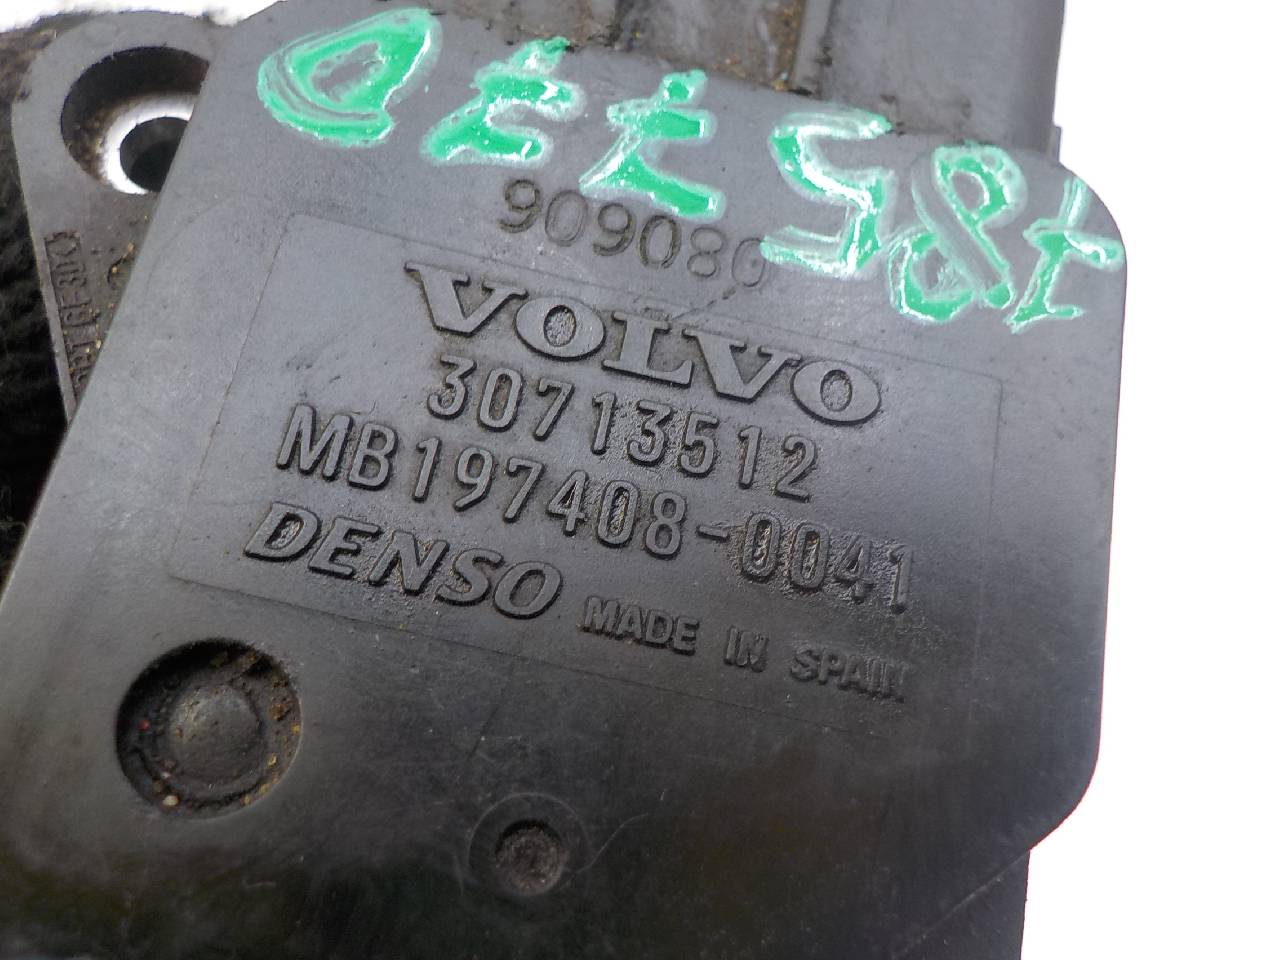 909080
VOLVO
30713512
MB197408-0041
DENSO MADE IN SPAIN